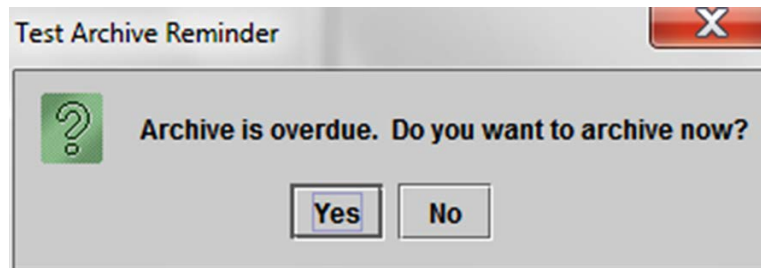 Test Archive Reminder
Archive is overdue. Do you want to archive now?
Yes No